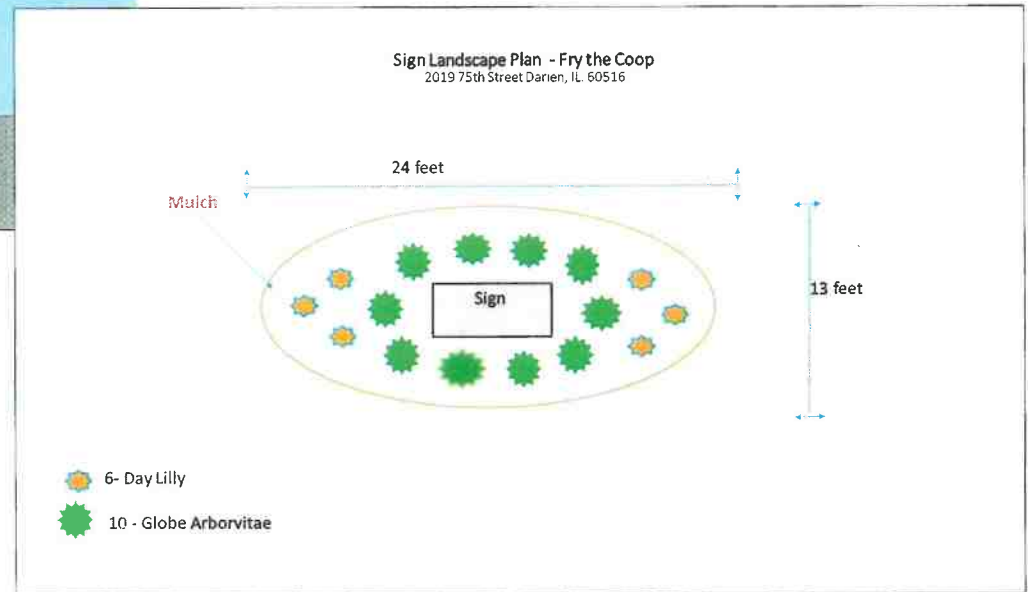 Sign Landscape Plan - Fry the Coop
2019 75th Street Darien, IL. 60516
24 feet
Mulch
Sign
13 feet
6- Day Lilly
10 - Globe Arborvitae